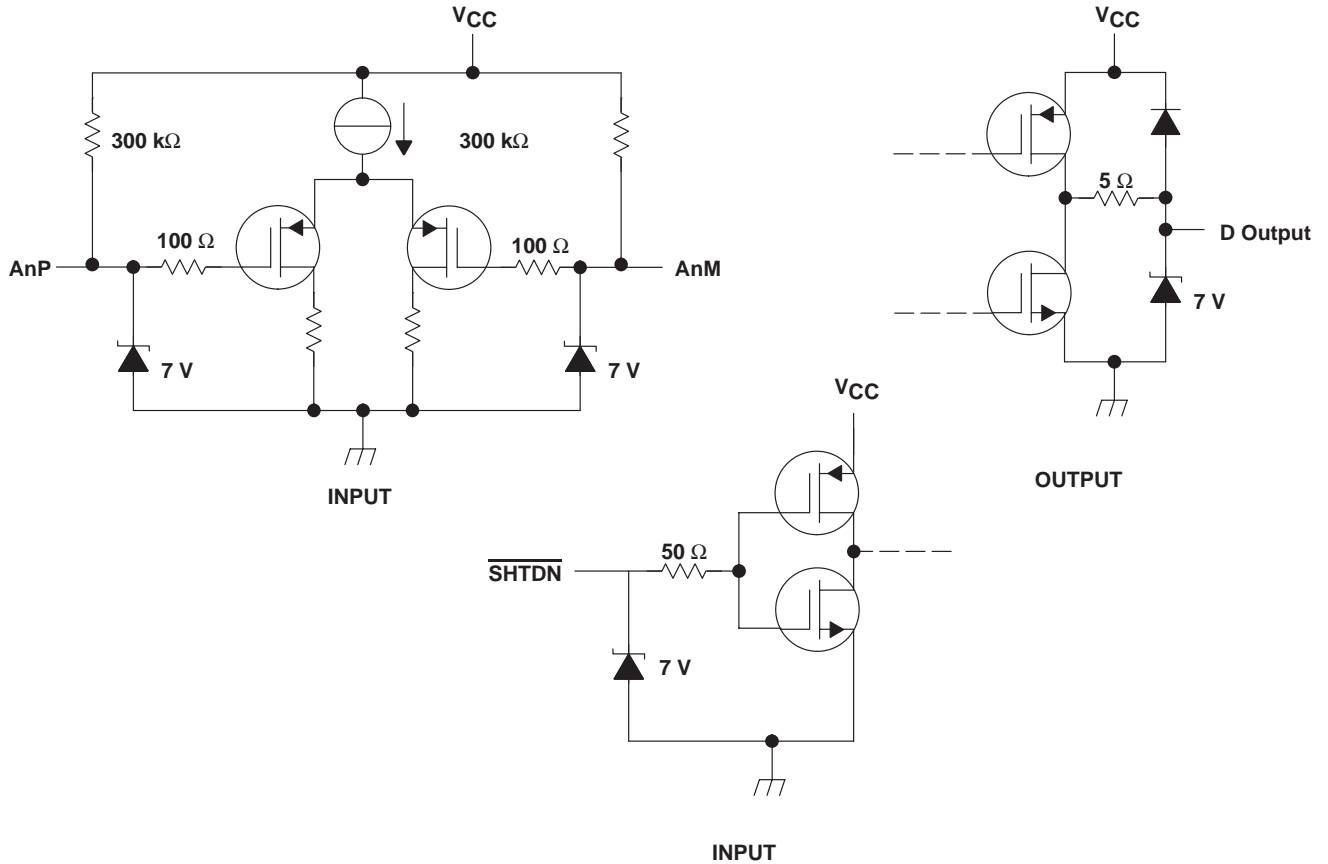 VCC
300 kΩ
300 kΩ
100 Ω
100 Ω
AnP
AnM
7 V
7 V
INPUT
VCC
5 Ω
D Output
7 V
OUTPUT
VCC
50 Ω
SHTDN
7 V
INPUT